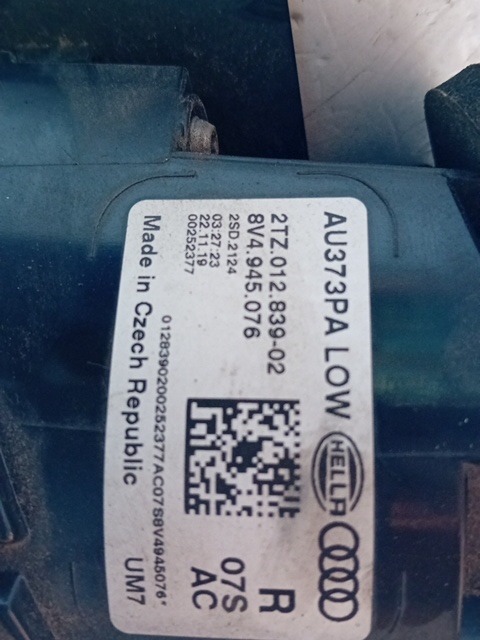 AU373PA LOW HELLA
2TZ.012.839-02 R
8V4.945.076 07S
2SD.2124 AC
03:27:23
22.11.19
00252377
012839020025237​7AC07S8V4945076*
Made in Czech Republic UM7